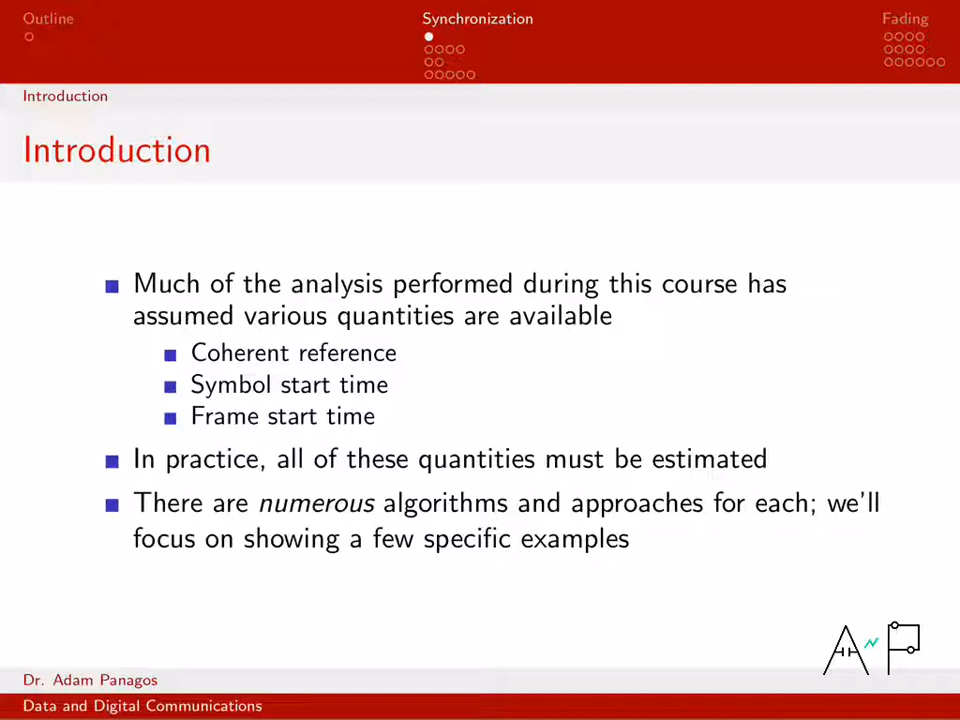 Outline
Synchronization
Fading
Introduction
Introduction
Much of the analysis performed during this course has
assumed various quantities are available
Coherent reference
Symbol start time
Frame start time
In practice, all of these quantities must be estimated
There are numerous algorithms and approaches for each; we'll
focus on showing a few specific examples
AP
Dr. Adam Panagos
Data and Digital Communications